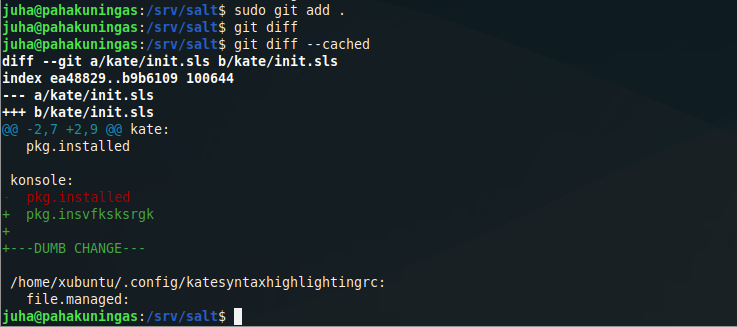 juha@pahakuningas:/srv/salt$ sudo git add .
juha@pahakuningas:/srv/salt$ git diff
juha@pahakuningas:/srv/salt$ git diff --cached
diff --git a/kate/init.sls b/kate/init.sls
index ea48829..b9b6109 100644
--- a/kate/init.sls
+++ b/kate/init.sls
@@ -2,7 +2,9 @@ kate:
   pkg.installed

 konsole:
-  pkg.installed
+  pkg.insvfksksrgk
+
+---DUMB CHANGE---

 /home/xubuntu/.config/katesyntaxhighlightingrc:
   file.managed:
juha@pahakuningas:/srv/salt$